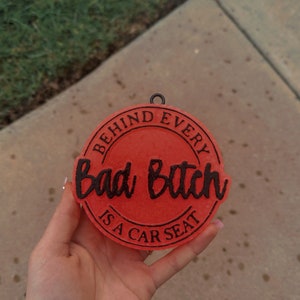 BEHIND EVERY
Bad Bitch
IS A CAR SEAT